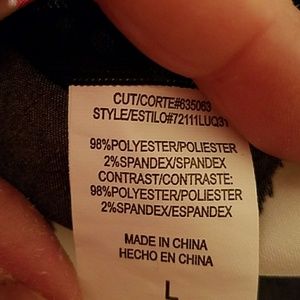 CUT/CORTE#635063
STYLE/ESTILO#72111LUQ31
98%POLYESTER/POLIESTER
2%SPANDEX/SPANDEX
CONTRAST/CONTRASTE:
98%POLYESTER/POLIESTER
2%SPANDEX/ESPANDEX
MADE IN CHINA
HECHO EN CHINA
L